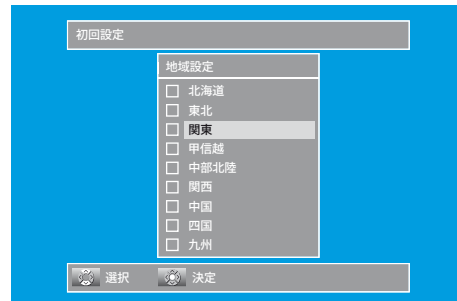 初回設定
地域設定
北海道
東北
関東
甲信越
中部北陸
関西
中国
四国
九州
選択 決定